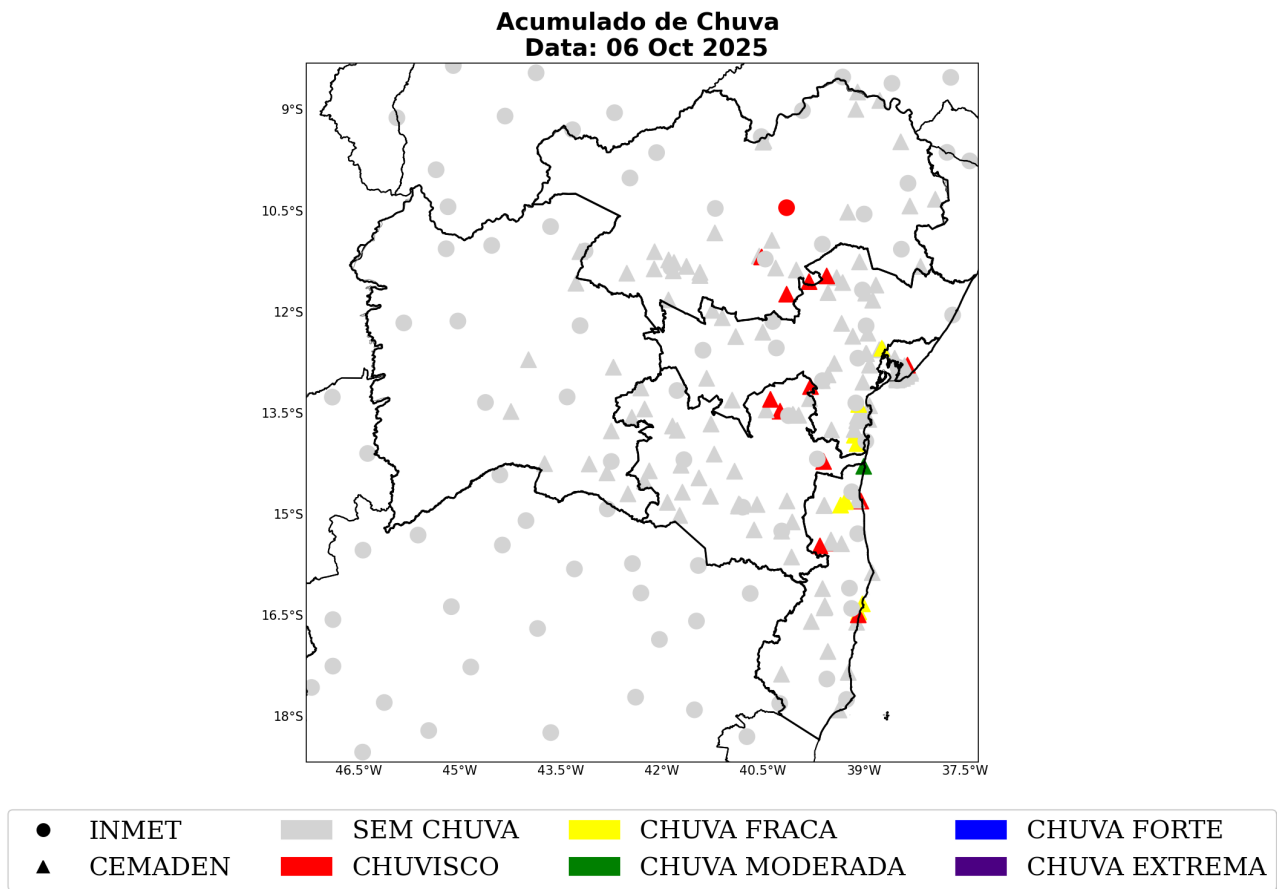 Acumulado de Chuva
Data: 06 Oct 2025
9°S
10.5°S
12°S
13.5°S
15°S
16.5°S
18°S
46.5°W 45°W 43.5°W 42°W 40.5°W 39°W 37.5°W
INMET SEM CHUVA CHUVA FRACA CHUVA FORTE
CEMADEN CHUVISCO CHUVA MODERADA CHUVA EXTREMA